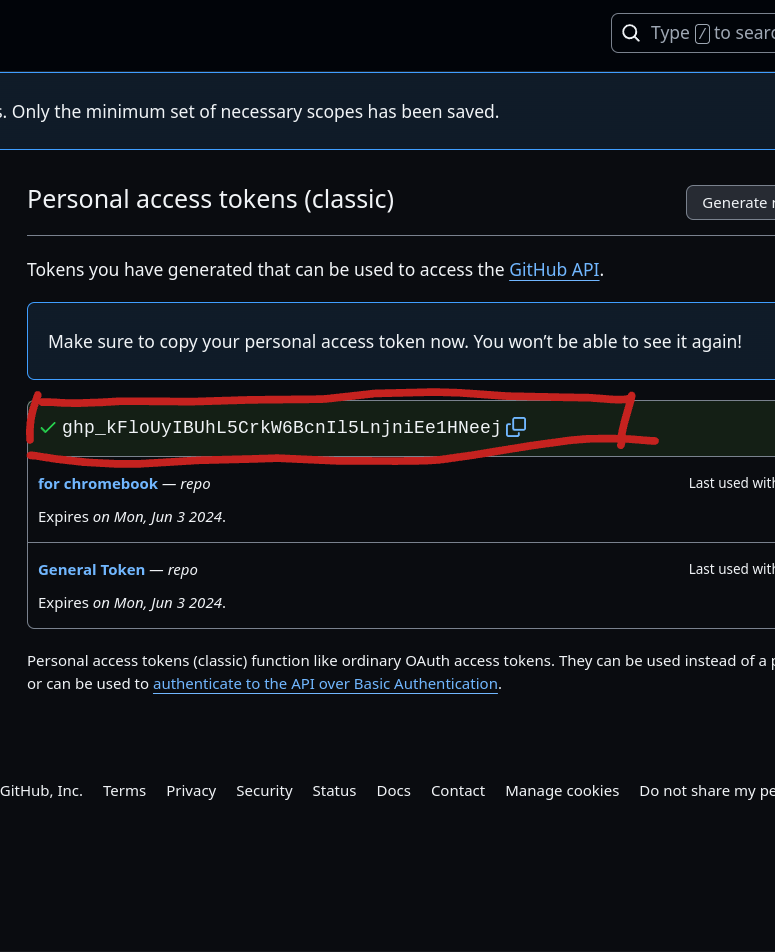 Type / to searc
s. Only the minimum set of necessary scopes has been saved.
Personal access tokens (classic)
Generate
Tokens you have generated that can be used to access the GitHub API.
Make sure to copy your personal access token now. You won’t be able to see it again!
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
for chromebook — repo
Last used with
Expires on Mon, Jun 3 2024.
General Token — repo
Last used with
Expires on Mon, Jun 3 2024.
Personal access tokens (classic) function like ordinary OAuth access tokens. They can be used instead of a p
or can be used to authenticate to the API over Basic Authentication.
GitHub, Inc. Terms Privacy Security Status Docs Contact Manage cookies Do not share my pe